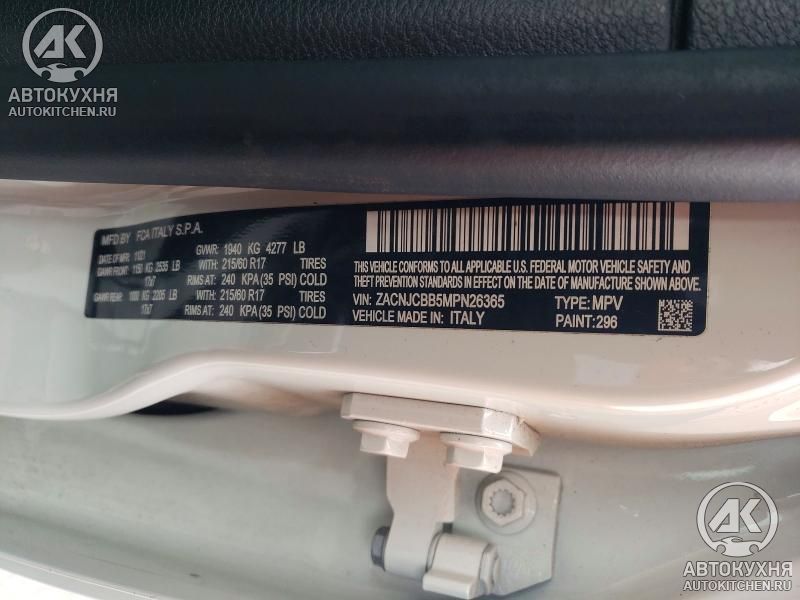 АК
АВТОКУХНЯ
AUTOKITCHEN.RU
MFD BY FCA ITALY S.P.A.
DATE OF MFR 11/21 GVWR: 1940 KG 4277 LB
GAWR FRONT: 1150 KG 2535 LB WITH: 215/60 R17 TIRES
17x7 RIMS AT: 240 KPA (35 PSI) COLD
GAWR REAR: 1000 KG 2205 LB WITH: 215/60 R17 TIRES
17x7 RIMS AT: 240 KPA (35 PSI) COLD
THIS VEHICLE CONFORMS TO ALL APPLICABLE U.S. FEDERAL MOTOR VEHICLE SAFETY AND
THEFT PREVENTION STANDARDS IN EFFECT ON THE DATE OF MANUFACTURE SHOWN ABOVE.
VIN: ZACNJCBB5MPN26365 TYPE: MPV
VEHICLE MADE IN: ITALY PAINT:296
АК
АВТОКУХНЯ
AUTOKITCHEN.RU